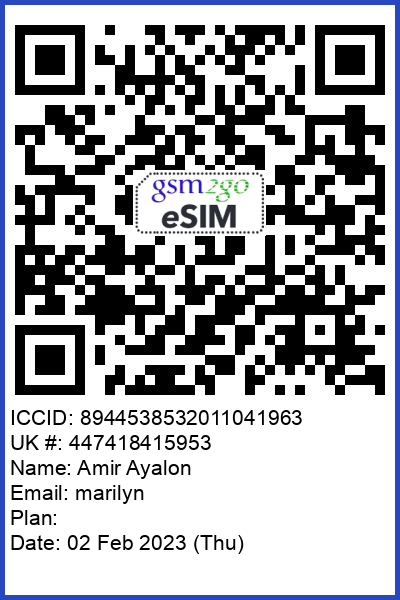 gsm2go
eSIM
ICCID: 8944538532011041963
UK #: 447418415953
Name: Amir Ayalon
Email: marilyn
Plan:
Date: 02 Feb 2023 (Thu)